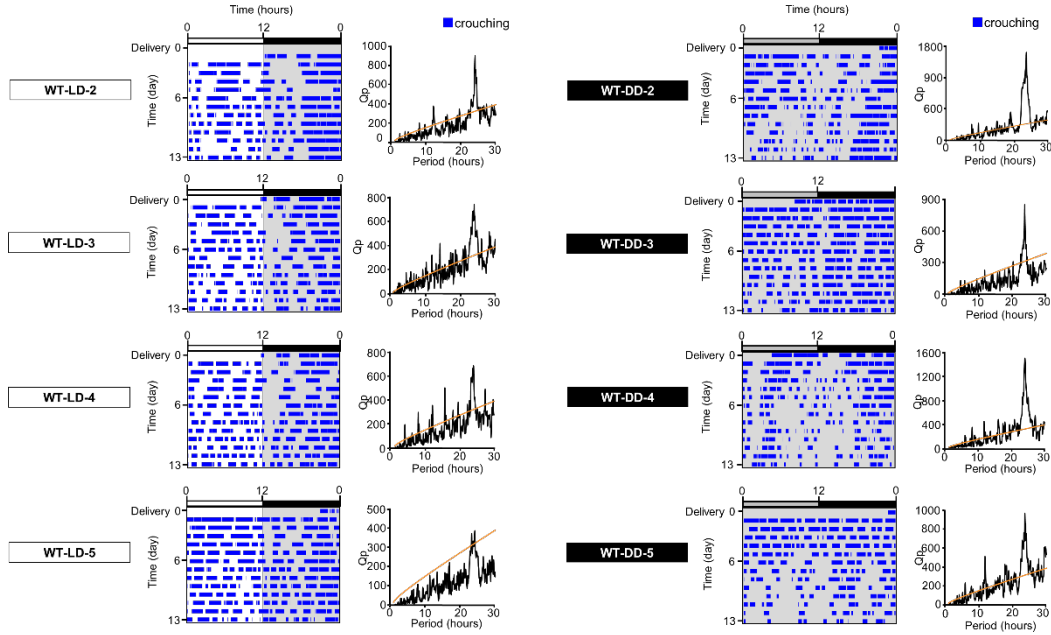 Time (hours)
0 12 0
crouching
Delivery 0
6
13
Time (day)
WT-LD-2
1000
800
600
400
200
0
Qp
0 10 20 30
Period (hours)
Time (hours)
0 12 0
crouching
Delivery 0
6
13
Time (day)
WT-DD-2
1800
1200
600
0
Qp
0 10 20 30
Period (hours)
0 12 0
Delivery 0
6
13
Time (day)
WT-LD-3
800
600
400
200
0
Qp
0 10 20 30
Period (hours)
0 12 0
Delivery 0
6
13
Time (day)
WT-DD-3
900
600
300
0
Qp
0 10 20 30
Period (hours)
0 12 0
Delivery 0
6
13
Time (day)
WT-LD-4
800
600
400
200
0
Qp
0 10 20 30
Period (hours)
0 12 0
Delivery 0
6
13
Time (day)
WT-DD-4
1600
1200
800
400
0
Qp
0 10 20 30
Period (hours)
0 12 0
Delivery 0
6
13
Time (day)
WT-LD-5
500
400
300
200
100
0
Qp
0 10 20 30
Period (hours)
0 12 0
Delivery 0
6
13
Time (day)
WT-DD-5
1000
800
600
400
200
0
Qp
0 10 20 30
Period (hours)